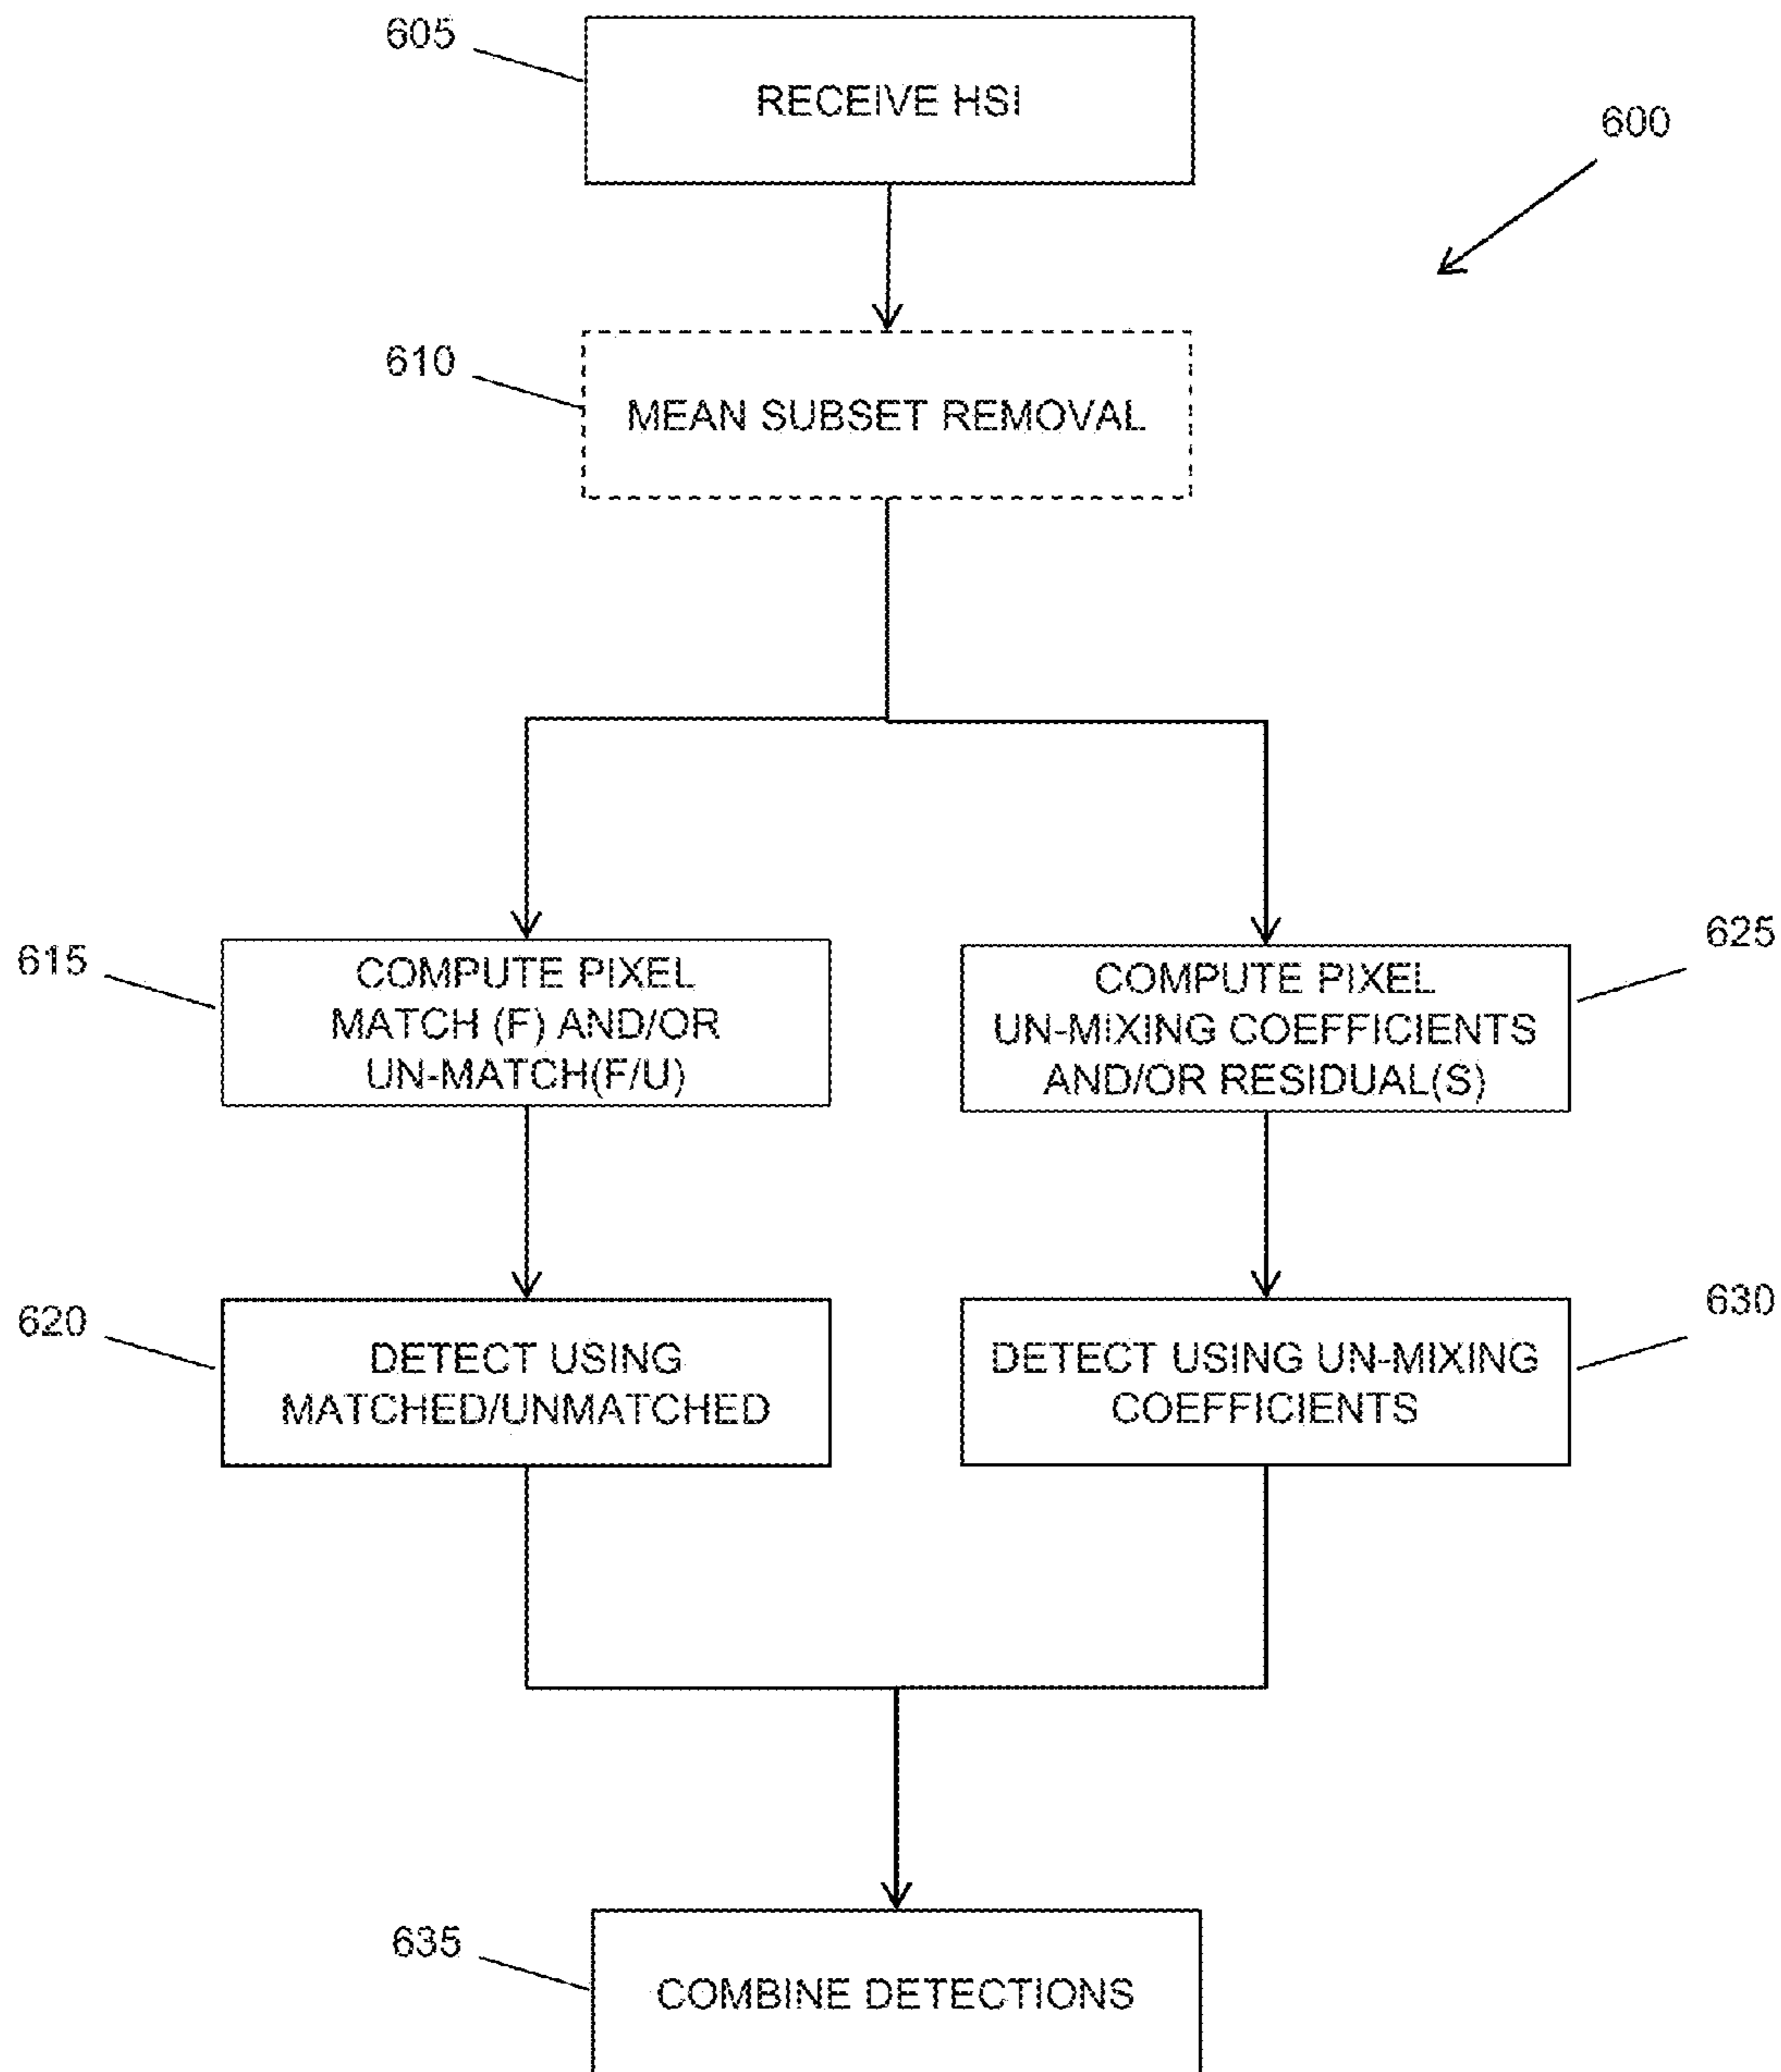 605
RECEIVE HSI
600
610
MEAN SUBSET REMOVAL
615
COMPUTE PIXEL
MATCH (F) AND/OR
UN-MATCH(F/U)
625
COMPUTE PIXEL
UN-MIXING COEFFICIENTS
AND/OR RESIDUAL(S)
620
DETECT USING
MATCHED/UNMATCHED
630
DETECT USING UN-MIXING
COEFFICIENTS
635
COMBINE DETECTIONS